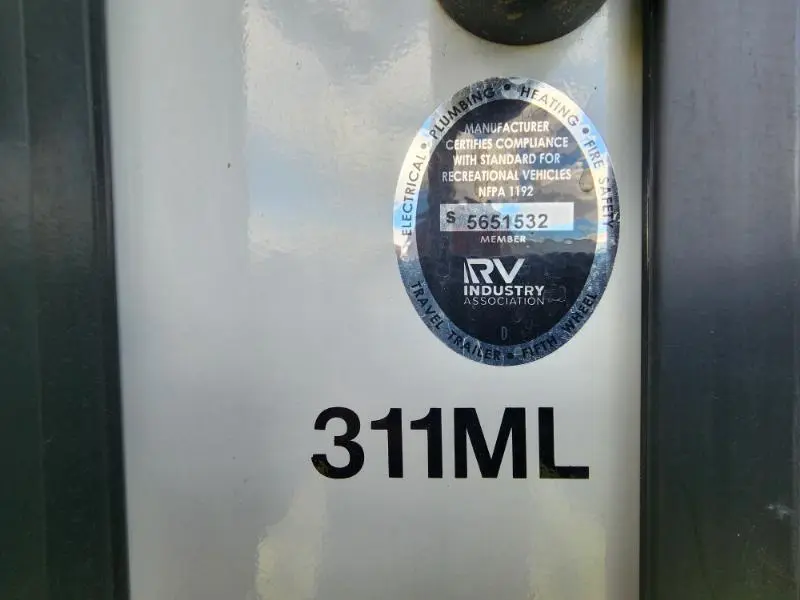 ELECTRICAL • PLUMBING • HEATING • FIRE SAFETY
MANUFACTURER
CERTIFIES COMPLIANCE
WITH STANDARD FOR
RECREATIONAL VEHICLES
NFPA 1192
S 5651532
MEMBER
RV
INDUSTRY
ASSOCIATION
D
TRAVEL TRAILER • FIFTH WHEEL
311ML